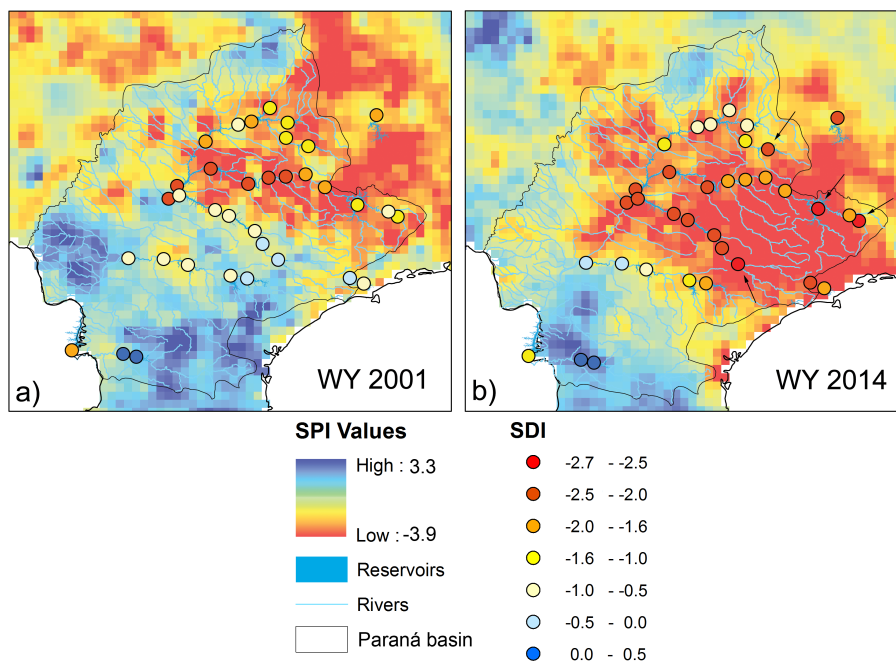 a) WY 2001
b) WY 2014
SPI Values
High : 3.3
Low : -3.9
Reservoirs
Rivers
Paraná basin
SDI
-2.7 - -2.5
-2.5 - -2.0
-2.0 - -1.6
-1.6 - -1.0
-1.0 - -0.5
-0.5 - 0.0
0.0 - 0.5